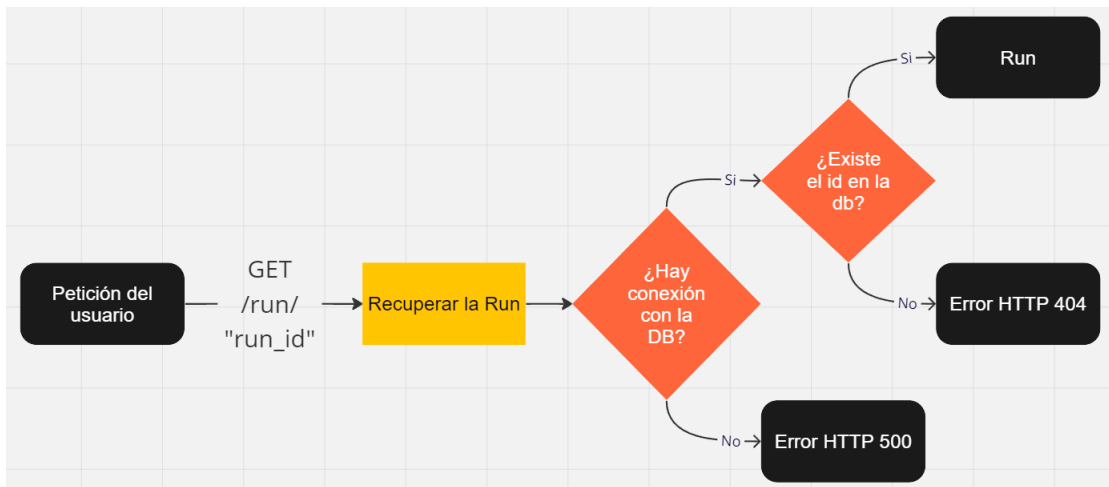 Petición del
usuario
GET
/run/
"run_id"
Recuperar la Run
¿Hay
conexión
con la
DB?
Si
No
Error HTTP 500
¿Existe
el id en la
db?
Si
No
Run
Error HTTP 404